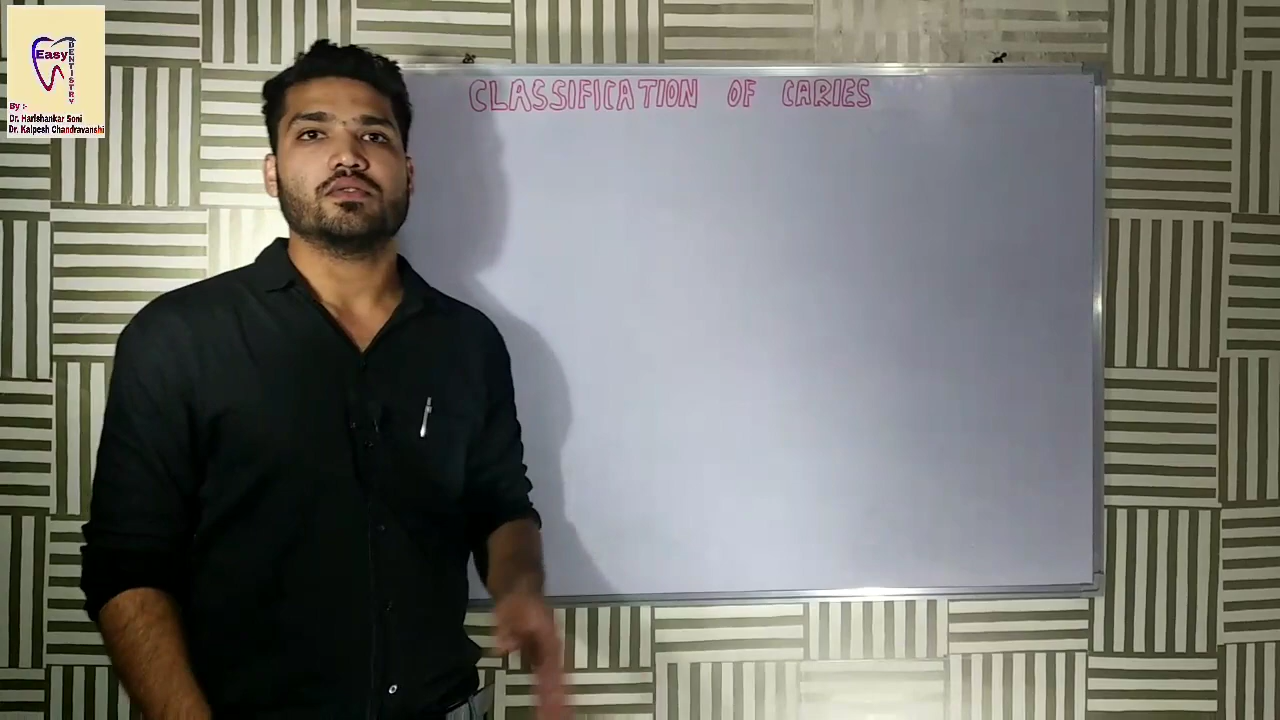 Easy
DENTISTRY
By :-
Dr. Harishankar Soni
Dr. Kalpesh Chandravanshi
CLASSIFICATION OF CARIES